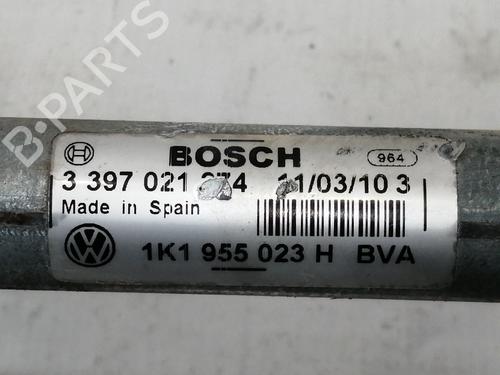 BOSCH
964
3 397 021 11/03/10 3
Made in Spain
1K1 955 023 H BVA
B-PARTS